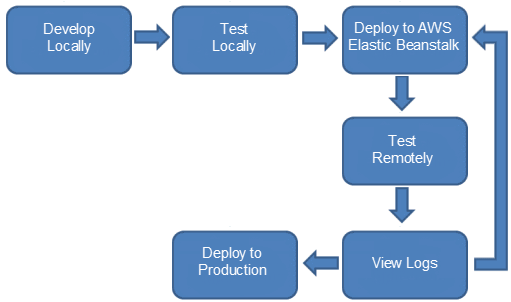 Develop
Locally
Test
Locally
Deploy to AWS
Elastic Beanstalk
Test
Remotely
Deploy to
Production
View Logs